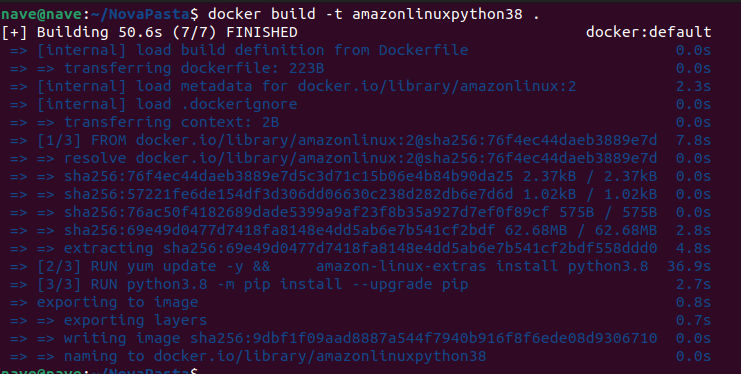 nave@nave:~/NovaPasta$ docker build -t amazonlinuxpython38 .
[+] Building 50.6s (7/7) FINISHED docker:default
=> [internal] load build definition from Dockerfile 0.0s
=> => transferring dockerfile: 223B 0.0s
=> [internal] load metadata for docker.io/library/amazonlinux:2 2.3s
=> [internal] load .dockerignore 0.0s
=> => transferring context: 2B 0.0s
=> [1/3] FROM docker.io/library/amazonlinux:2@sha256:76f4ec44daeb3889e7d 7.8s
=> => resolve docker.io/library/amazonlinux:2@sha256:76f4ec44daeb3889e7d 0.0s
=> => sha256:76f4ec44daeb3889e7d5c3d71c15b06e4b84b90da25 2.37kB / 2.37kB 0.0s
=> => sha256:57221fe6de154df3d306dd06630c238d282db6e7d6d 1.02kB / 1.02kB 0.0s
=> => sha256:76ac50f4182689dade5399a9af23f8b35a927d7ef0f89cf 575B / 575B 0.0s
=> => sha256:69e49d0477d7418fa8148e4dd5ab6e7b541cf2bdf 62.68MB / 62.68MB 2.8s
=> => extracting sha256:69e49d0477d7418fa8148e4dd5ab6e7b541cf2bdf558ddd0 4.8s
=> [2/3] RUN yum update -y && amazon-linux-extras install python3.8 36.9s
=> [3/3] RUN python3.8 -m pip install --upgrade pip 2.7s
=> exporting to image 0.8s
=> => exporting layers 0.7s
=> => writing image sha256:9dbf1f09aad8887a544f7940b916f8f6ede08d9306710 0.0s
=> => naming to docker.io/library/amazonlinuxpython38 0.0s
nave@nave:~/NovaPasta$